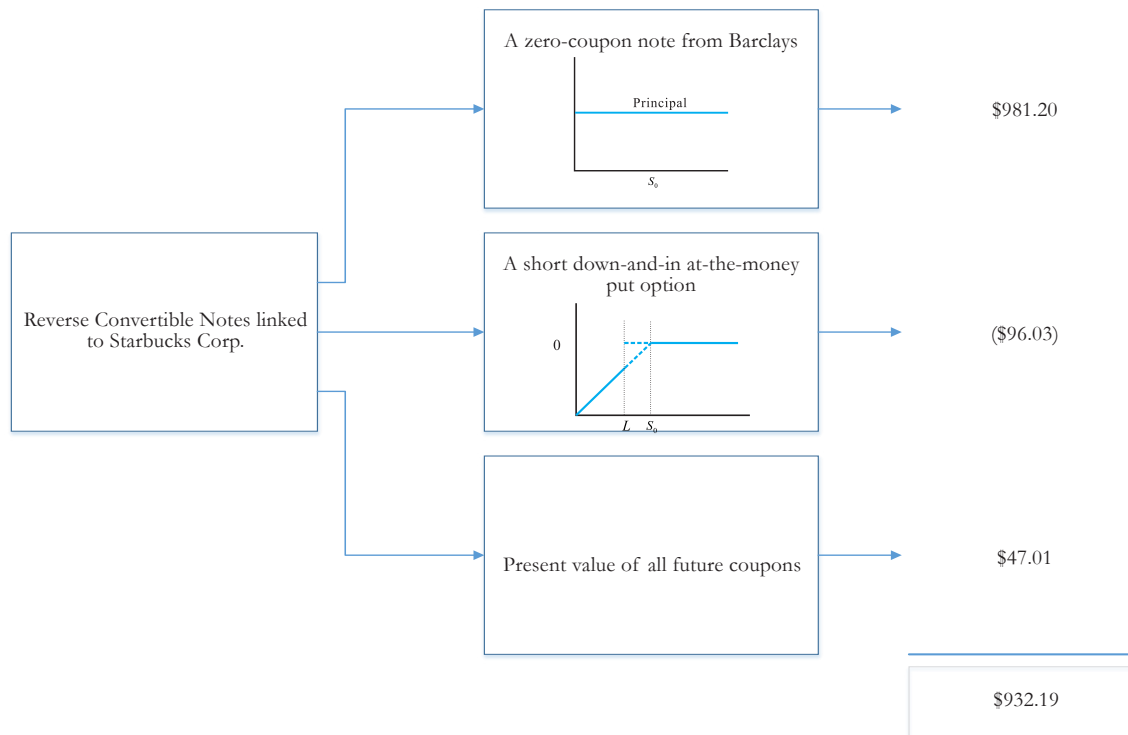 A zero-coupon note from Barclays
Principal
S₀
$981.20
Reverse Convertible Notes linked
to Starbucks Corp.
A short down-and-in at-the-money
put option
0
L S₀
($96.03)
Present value of all future coupons
$47.01
$932.19